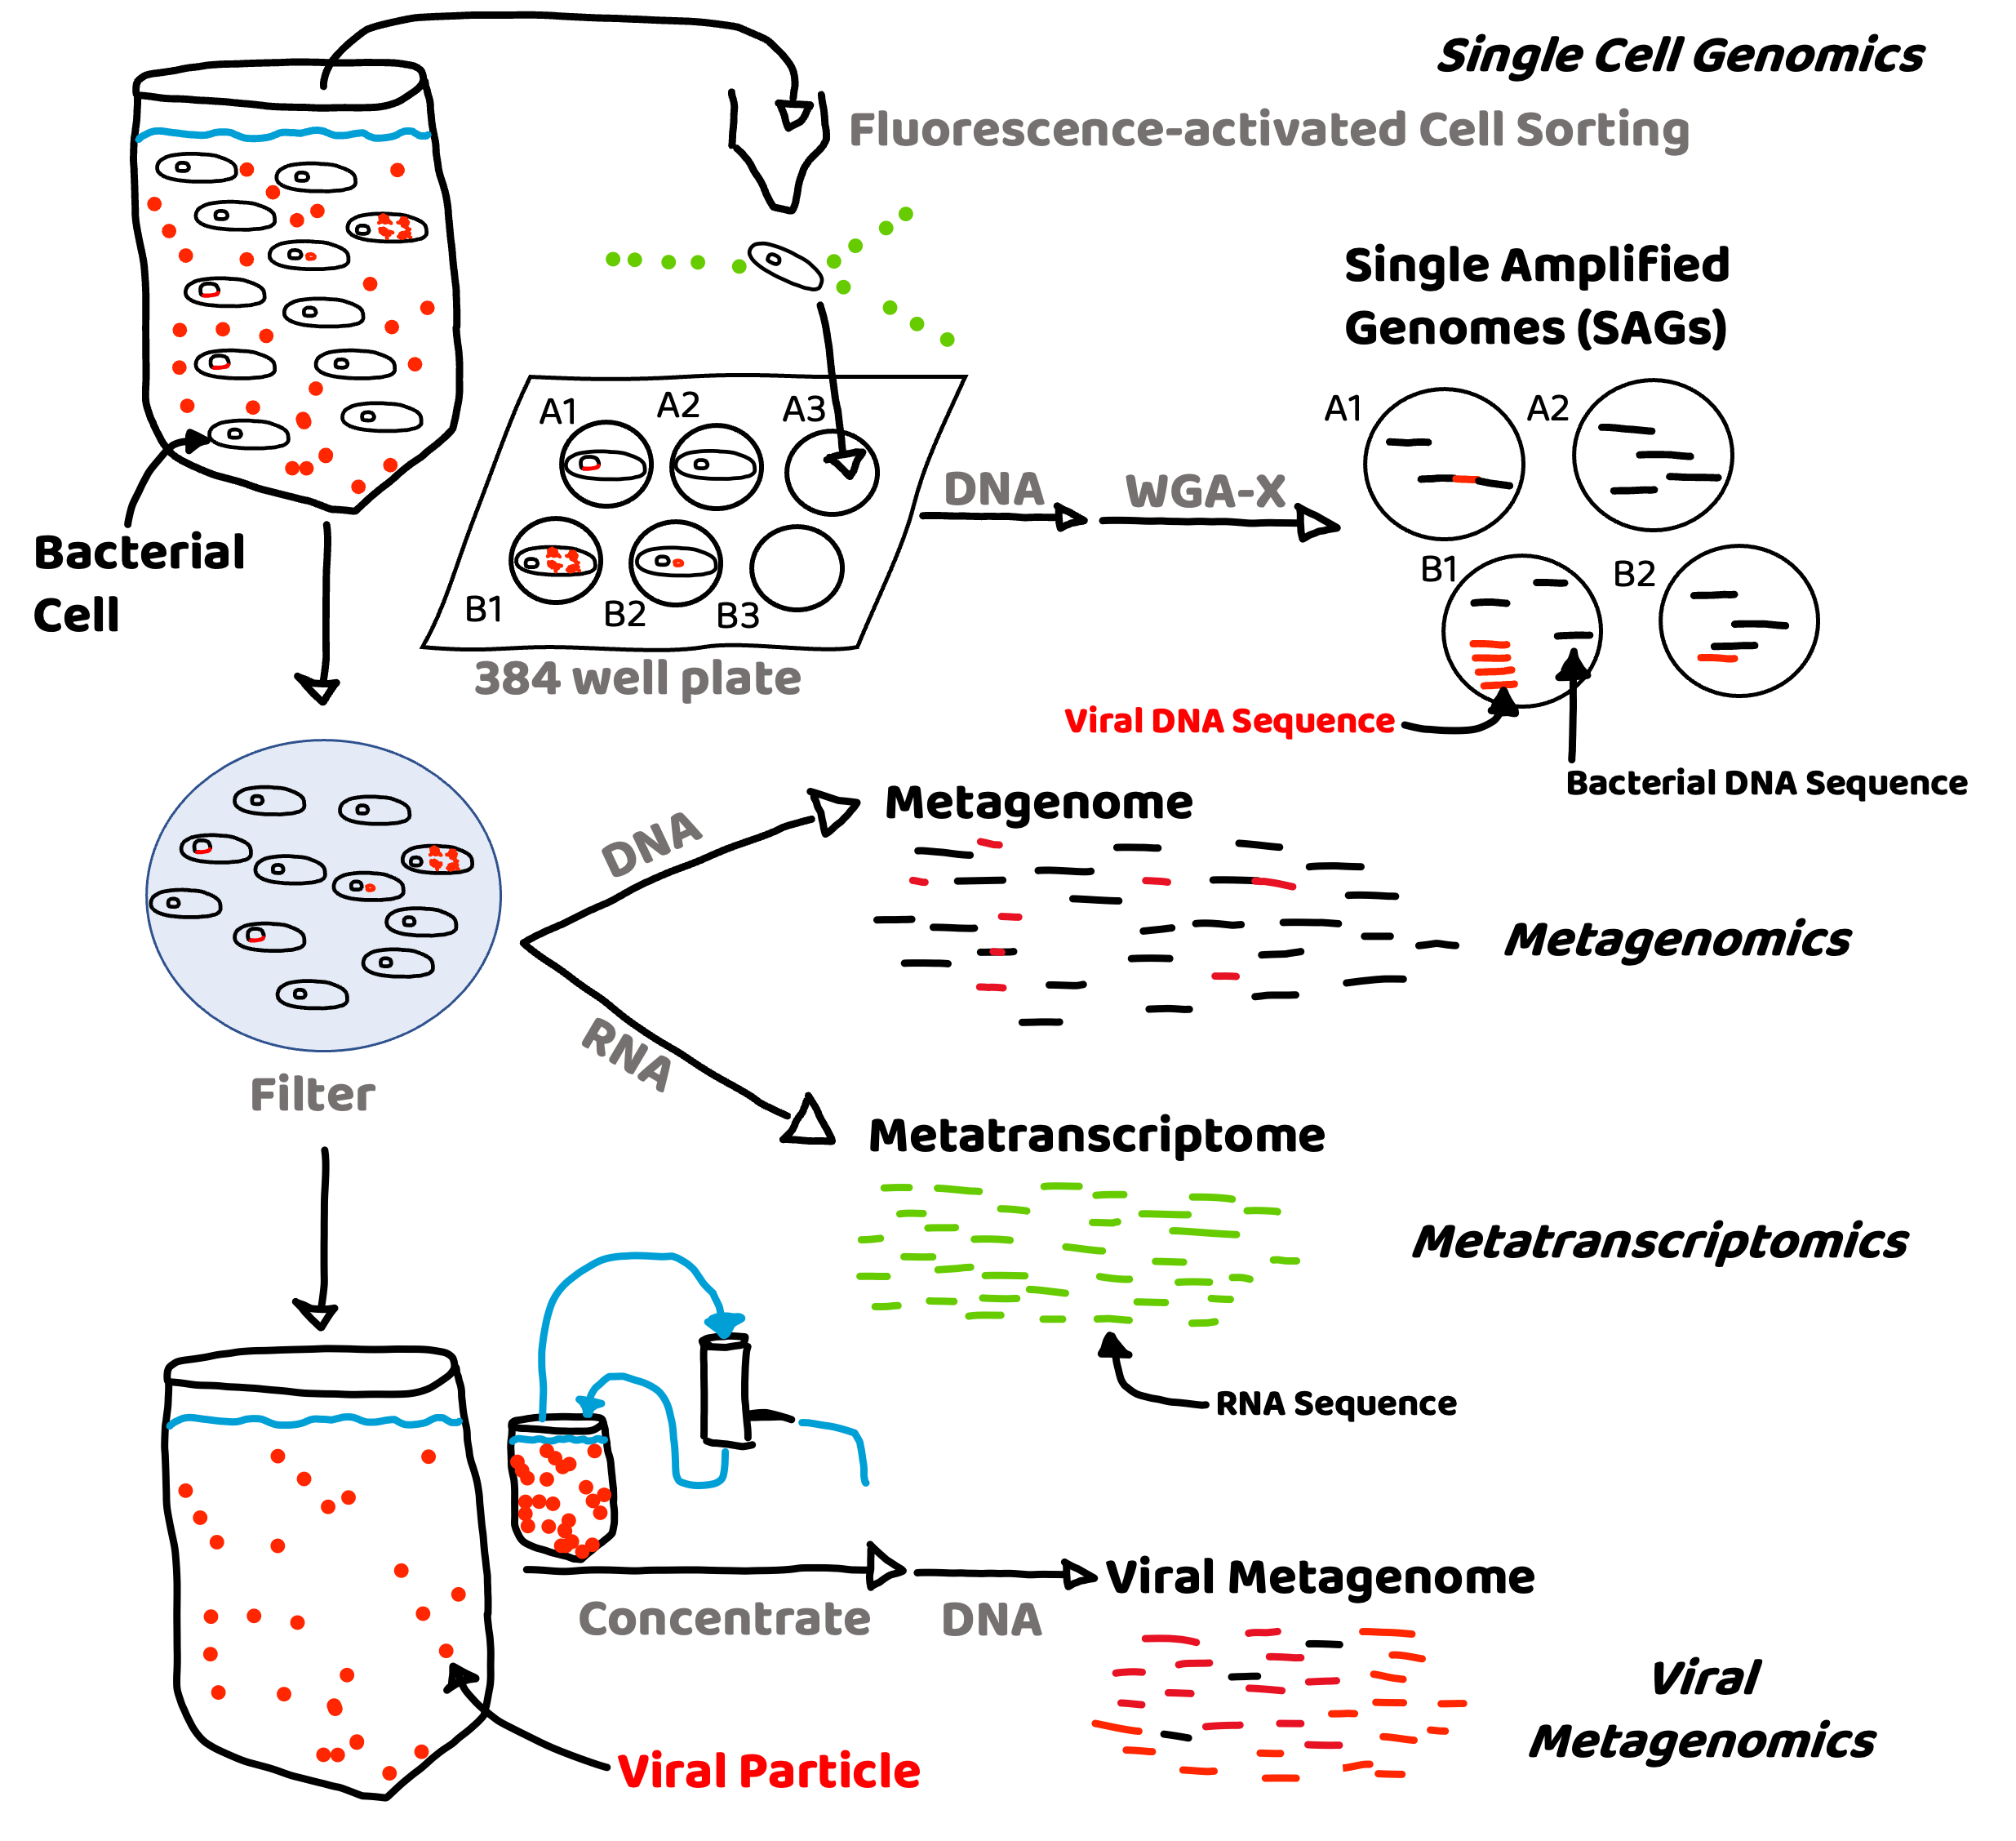 Single Cell Genomics
Fluorescence-activated Cell Sorting
Single Amplified
Genomes (SAGs)
A1
A2
A3
B1
B2
B3
384 well plate
DNA
WGA-X
A1
A2
B1
B2
Viral DNA Sequence
Bacterial DNA Sequence
Bacterial
Cell
Filter
DNA
RNA
Metagenome
Metagenomics
Metatranscriptome
Metatranscriptomics
RNA Sequence
Concentrate
DNA
Viral Metagenome
Viral
Metagenomics
Viral Particle